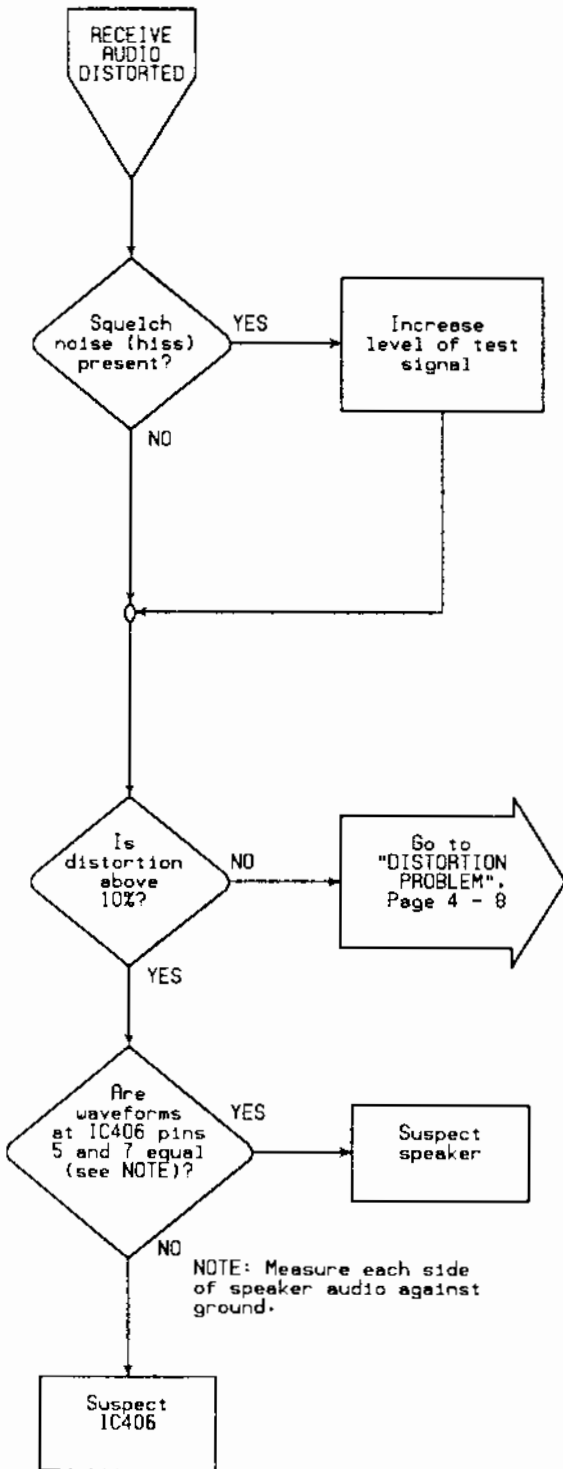 RECEIVE
AUDIO
DISTORTED
Squelch
noise (hiss)
present?
YES
Increase
level of test
signal
NO
Is
distortion
above
10%?
NO
Go to
"DISTORTION
PROBLEM".
Page 4 - 8
YES
Are
waveforms
at IC406 pins
5 and 7 equal
(see NOTE)?
YES
Suspect
speaker
NO
NOTE: Measure each side
of speaker audio against
ground.
Suspect
IC406